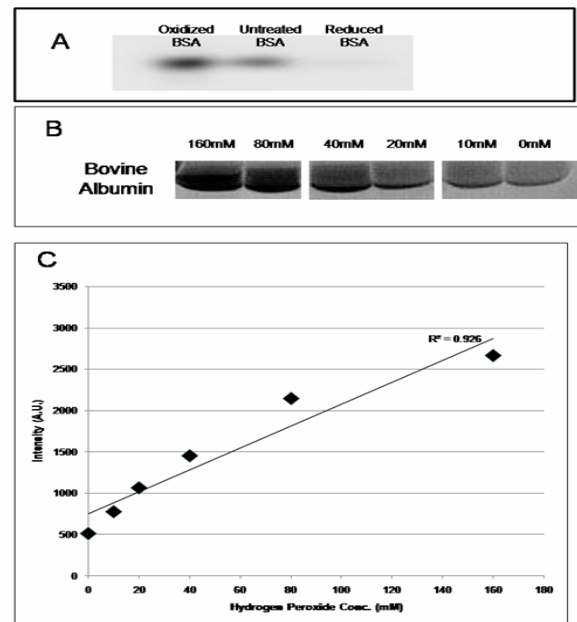 A
Oxidized Untreated Reduced
BSA BSA BSA
B
160mM 80mM 40mM 20mM 10mM 0mM
Bovine
Albumin
C
3500
3000
2500
2000
1500
1000
500
0
Intensity (A.U.)
R² = 0.926
0 20 40 60 80 100 120 140 160 180
Hydrogen Peroxide Conc. (mM)